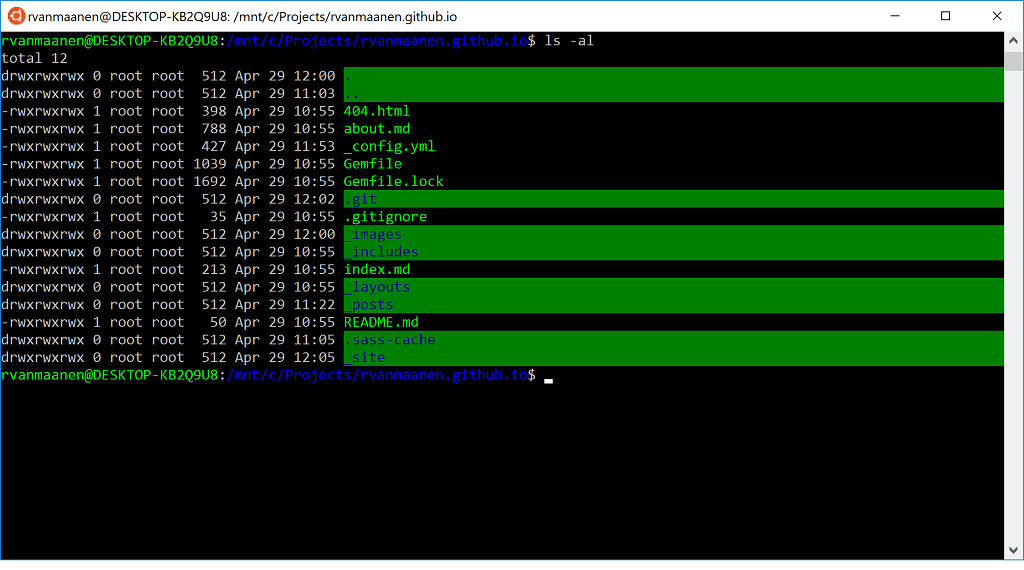 rvanmaanen@DESKTOP-KB2Q9U8: /mnt/c/Projects/rvanmaanen.github.io
rvanmaanen@DESKTOP-KB2Q9U8:/mnt/c/Projects/rvanmaanen.github.io$ ls -al
total 12
drwxrwxrwx 0 root root  512 Apr 29 12:00 .
drwxrwxrwx 0 root root  512 Apr 29 11:03 ..
-rwxrwxrwx 1 root root  398 Apr 29 10:55 404.html
-rwxrwxrwx 1 root root  788 Apr 29 10:55 about.md
-rwxrwxrwx 1 root root  427 Apr 29 11:53 _config.yml
-rwxrwxrwx 1 root root 1039 Apr 29 10:55 Gemfile
-rwxrwxrwx 1 root root 1692 Apr 29 10:55 Gemfile.lock
drwxrwxrwx 0 root root  512 Apr 29 12:02 .git
-rwxrwxrwx 1 root root   35 Apr 29 10:55 .gitignore
drwxrwxrwx 0 root root  512 Apr 29 12:00 _images
drwxrwxrwx 0 root root  512 Apr 29 10:55 _includes
-rwxrwxrwx 1 root root  213 Apr 29 10:55 index.md
drwxrwxrwx 0 root root  512 Apr 29 10:55 _layouts
drwxrwxrwx 0 root root  512 Apr 29 11:22 _posts
-rwxrwxrwx 1 root root   50 Apr 29 10:55 README.md
drwxrwxrwx 0 root root  512 Apr 29 11:05 .sass-cache
drwxrwxrwx 0 root root  512 Apr 29 12:05 _site
rvanmaanen@DESKTOP-KB2Q9U8:/mnt/c/Projects/rvanmaanen.github.io$